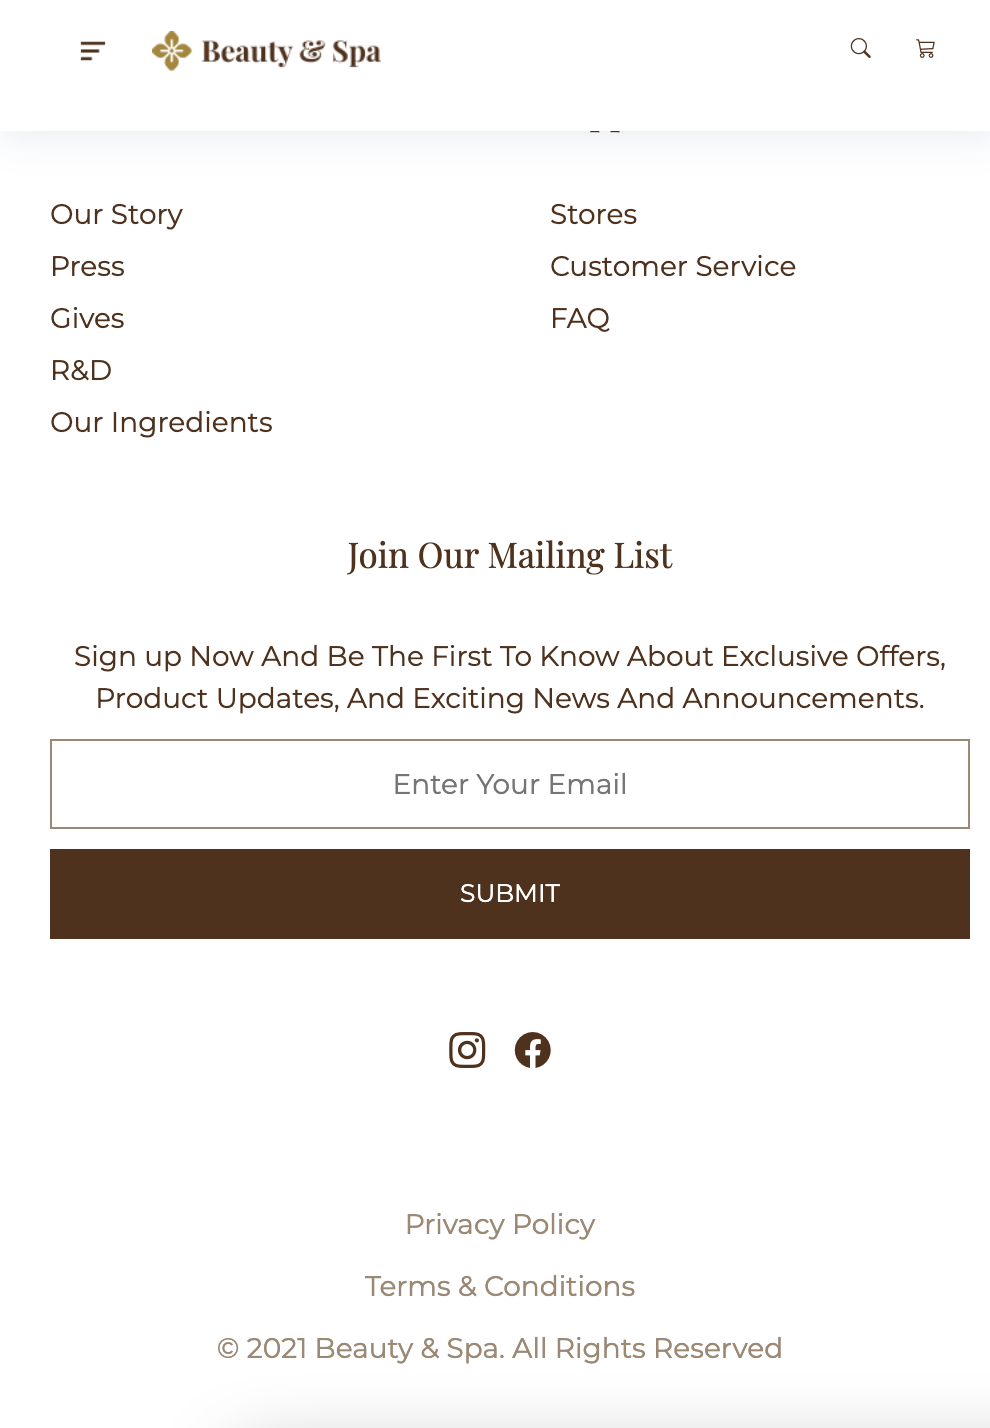 Beauty & Spa
Our Story
Press
Gives
R&D
Our Ingredients
Stores
Customer Service
FAQ
Join Our Mailing List
Sign up Now And Be The First To Know About Exclusive Offers,
Product Updates, And Exciting News And Announcements.
Enter Your Email
SUBMIT
Privacy Policy
Terms & Conditions
© 2021 Beauty & Spa. All Rights Reserved